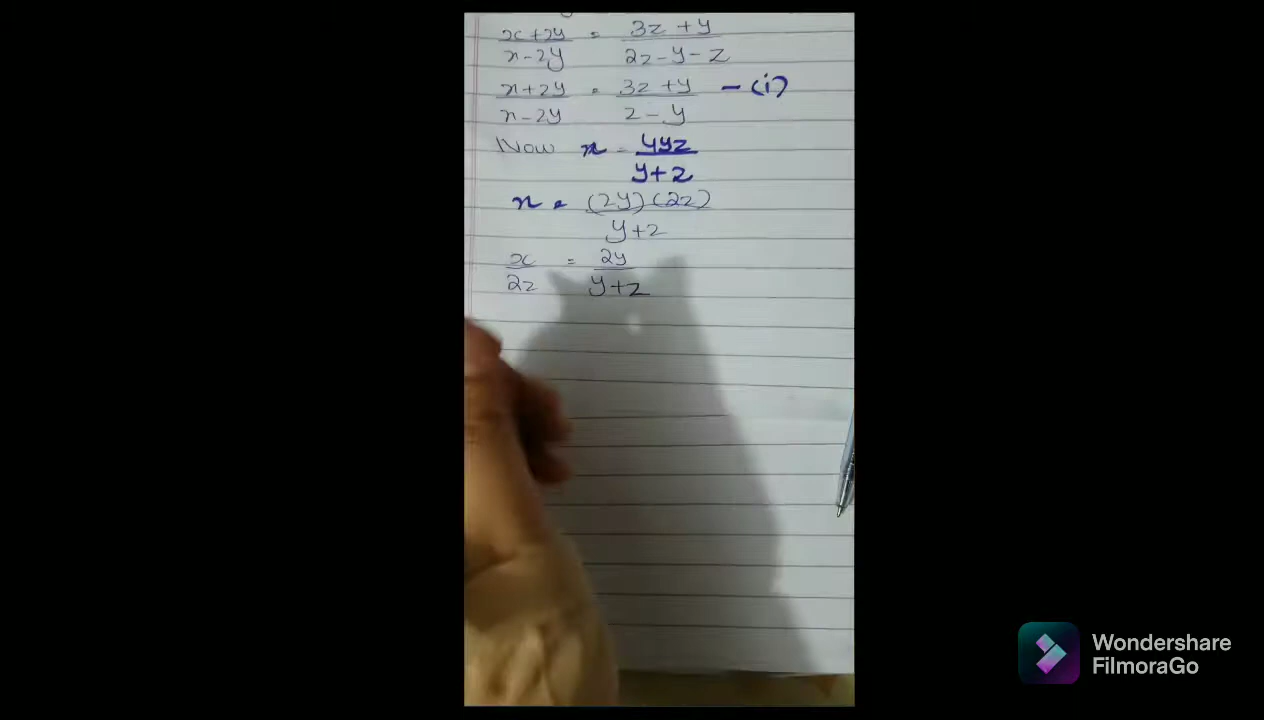 x+2y = 3z+y
x-2y 2z-y-z
x+2y = 3z+y - (i)
x-2y z-y
Now x = 4yz
y+z
x = (2y)(2z)
y+z
x = 2y
2z y+z
Wondershare
FilmoraGo